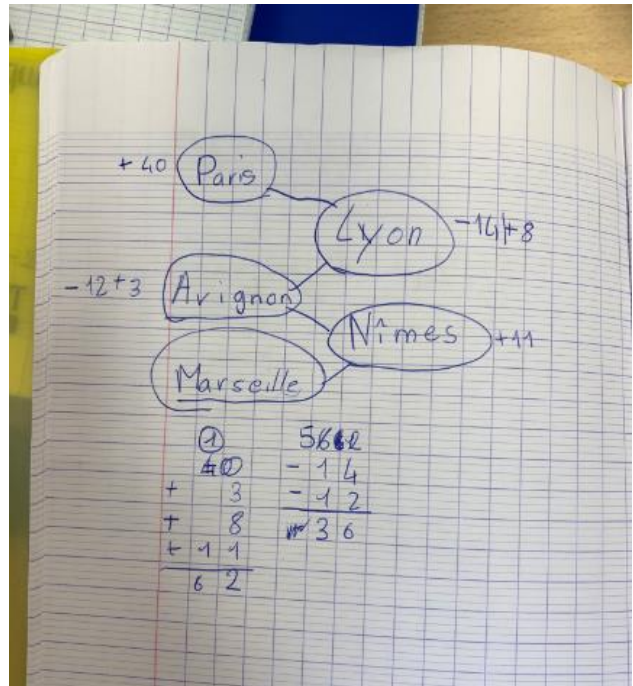 +40 Paris
Lyon -14+8
-12+3 Avignon
Nîmes +11
Marseille
1
40
+ 3
+ 8
+ 11
62
- 14
- 12
36